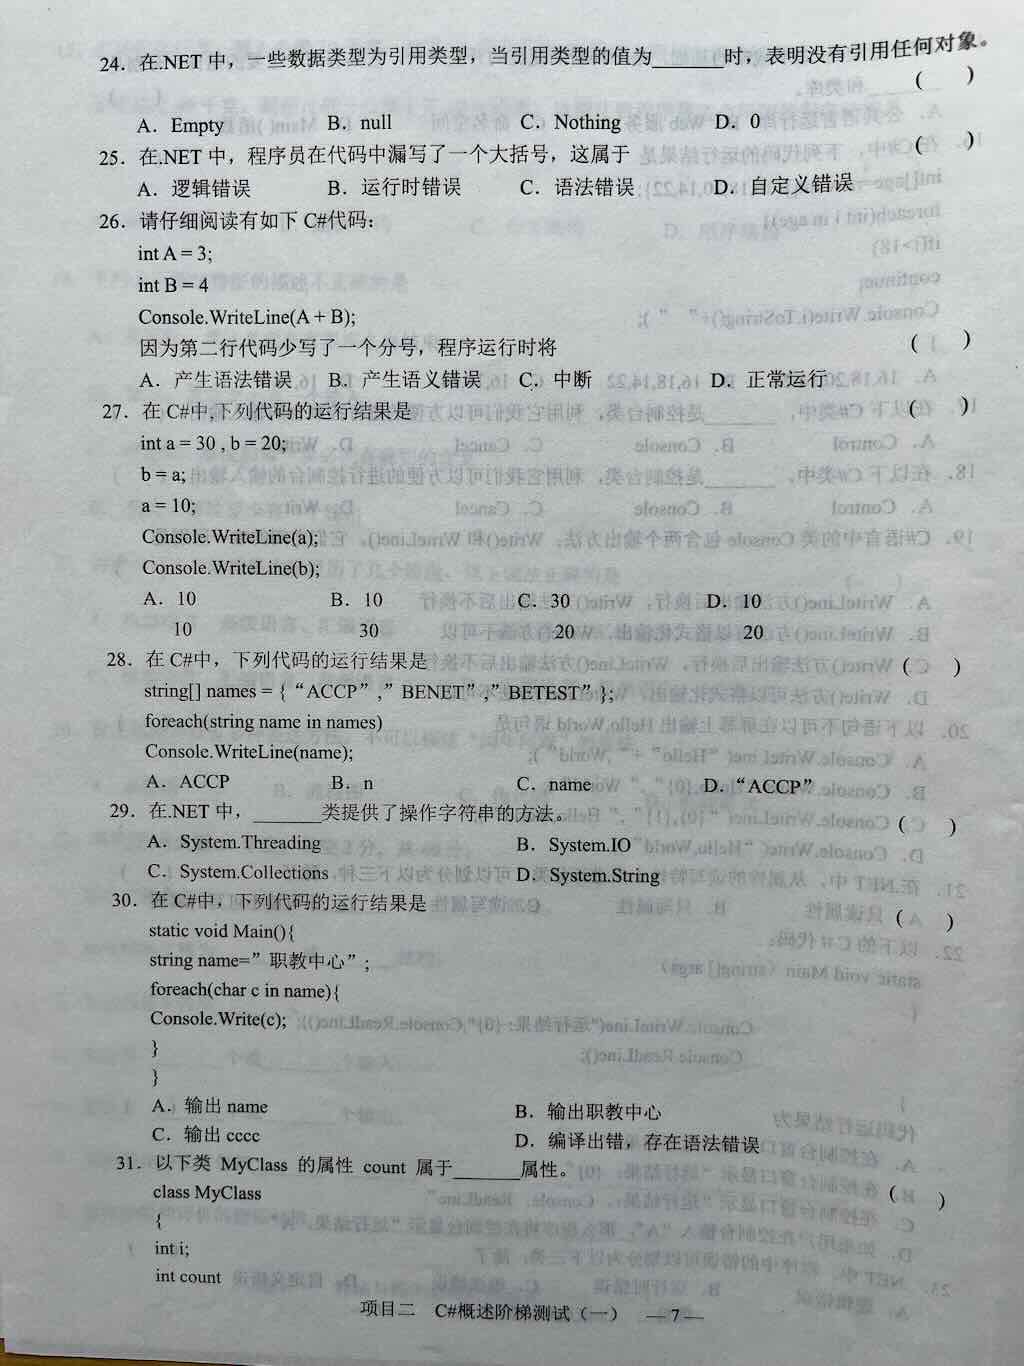 24．在.NET 中，一些数据类型为引用类型，当引用类型的值为______时，表明没有引用任何对象。
（　）
A．Empty　B．null　C．Nothing　D．0
25．在.NET 中，程序员在代码中漏写了一个大括号，这属于（　）
A．逻辑错误　B．运行时错误　C．语法错误　D．自定义错误
26．请仔细阅读有如下 C#代码：
int A = 3;
int B = 4
Console.WriteLine(A + B);
因为第二行代码少写了一个分号，程序运行时将（　）
A．产生语法错误　B．产生语义错误　C．中断　D．正常运行
27．在 C#中,下列代码的运行结果是（　）
int a = 30 , b = 20;
b = a;
a = 10;
Console.WriteLine(a);
Console.WriteLine(b);
A．10　B．10　C．30　D．10
10　30　20　20
28．在 C#中，下列代码的运行结果是（　）
string[] names = {“ACCP”,” BENET”,” BETEST”};
foreach(string name in names)
Console.WriteLine(name);
A．ACCP　B．n　C．name　D．“ACCP”
29．在.NET 中，______类提供了操作字符串的方法。（　）
A．System.Threading　B．System.IO
C．System.Collections　D．System.String
30．在 C#中，下列代码的运行结果是（　）
static void Main(){
string name=” 职教中心”;
foreach(char c in name){
Console.Write(c);
}
}
A．输出 name　B．输出职教中心
C．输出 cccc　D．编译出错，存在语法错误
31．以下类 MyClass 的属性 count 属于______属性。
（　）
class MyClass
{
int i;
int count
项目二　C#概述阶梯测试（一）　—7—